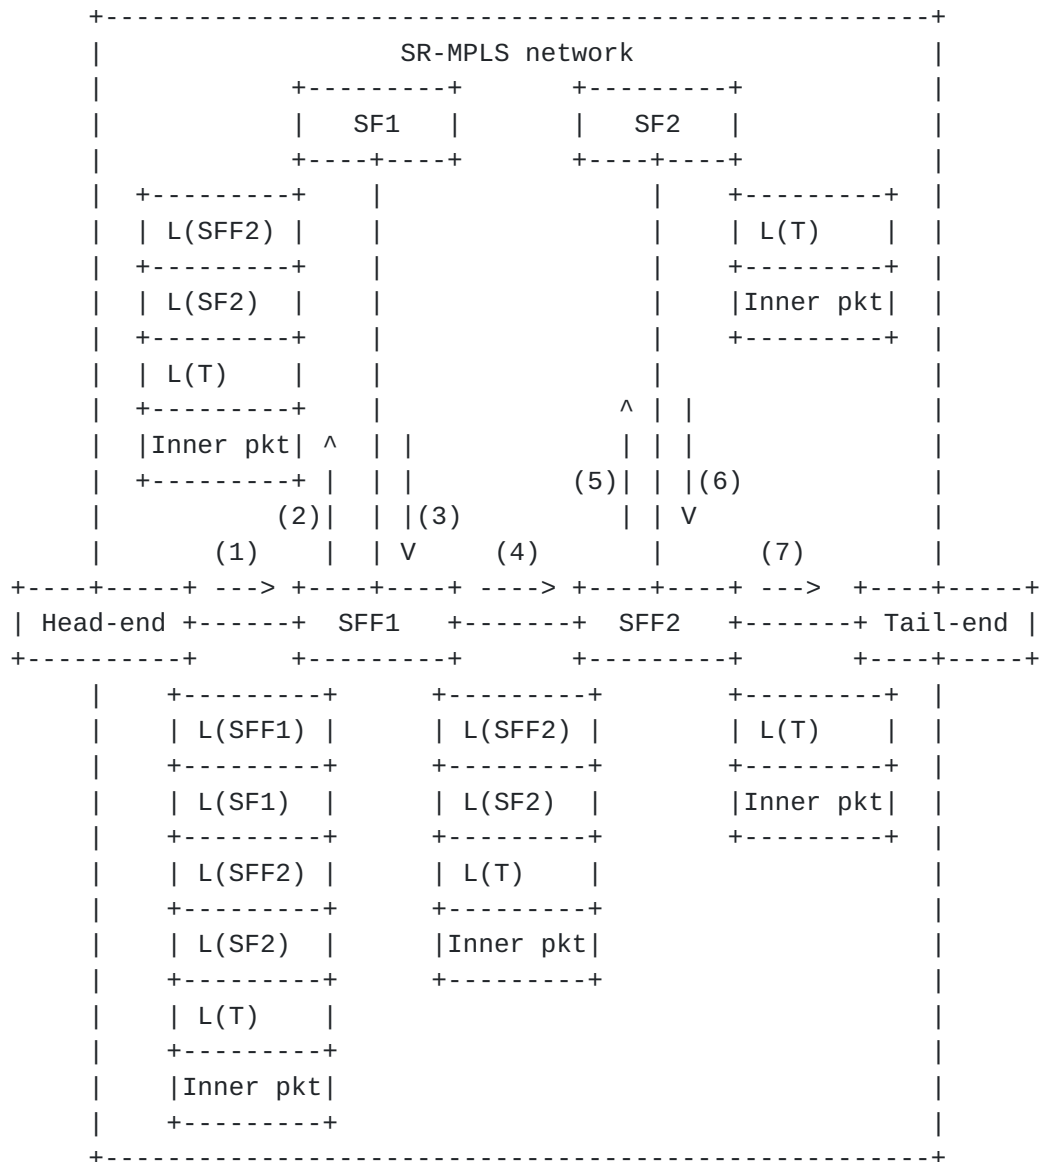 SR-MPLS network
SF1 SF2
L(SFF2) L(T)
L(SF2) Inner pkt
L(T)
^
Inner pkt ^
(5) (6)
(2) (3) V
(1) V (4) (7)
---> ----> --->
Head-end SFF1 SFF2 Tail-end
L(SFF1) L(SFF2) L(T)
L(SF1) L(SF2) Inner pkt
L(SFF2) L(T)
L(SF2) Inner pkt
L(T)
Inner pkt